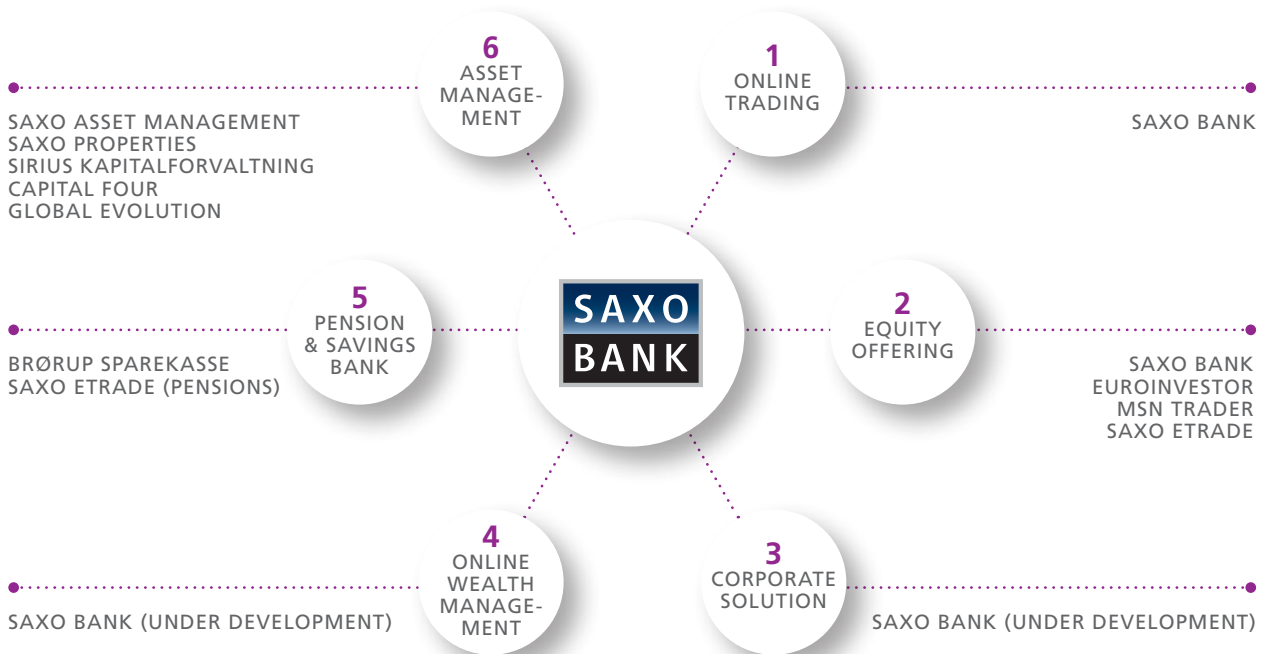 6
ASSET
MANAGE-
MENT
SAXO ASSET MANAGEMENT
SAXO PROPERTIES
SIRIUS KAPITALFORVALTNING
CAPITAL FOUR
GLOBAL EVOLUTION
1
ONLINE
TRADING
SAXO BANK
5
PENSION
& SAVINGS
BANK
BRØRUP SPAREKASSE
SAXO ETRADE (PENSIONS)
SAXO
BANK
2
EQUITY
OFFERING
SAXO BANK
EUROINVESTOR
MSN TRADER
SAXO ETRADE
4
ONLINE
WEALTH
MANAGE-
MENT
SAXO BANK (UNDER DEVELOPMENT)
3
CORPORATE
SOLUTION
SAXO BANK (UNDER DEVELOPMENT)